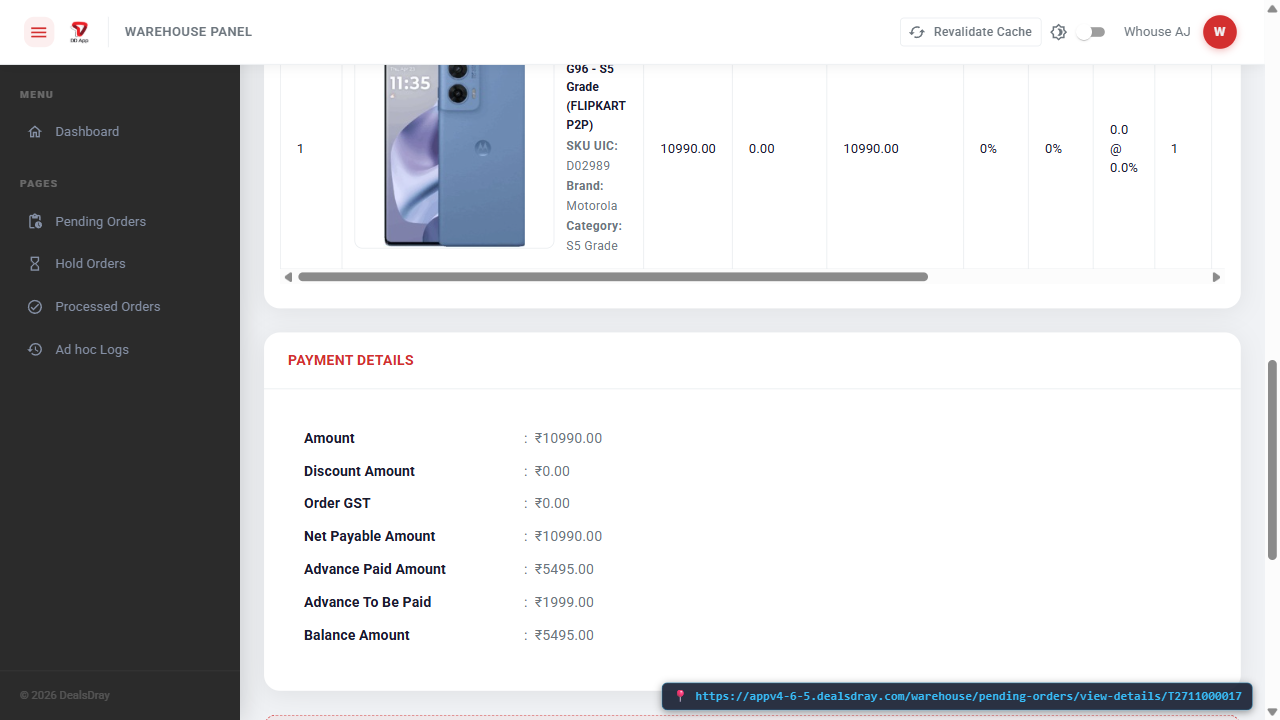 DD App
WAREHOUSE PANEL
Revalidate Cache
Whouse AJ
W
MENU
Dashboard
PAGES
Pending Orders
Hold Orders
Processed Orders
Ad hoc Logs
© 2026 DealsDray
1
11:35
G96 - S5
Grade
(FLIPKART
P2P)
SKU UIC:
D02989
Brand:
Motorola
Category:
S5 Grade
10990.00
0.00
10990.00
0%
0%
0.0
@
0.0%
1
PAYMENT DETAILS
Amount : ₹10990.00
Discount Amount : ₹0.00
Order GST : ₹0.00
Net Payable Amount : ₹10990.00
Advance Paid Amount : ₹5495.00
Advance To Be Paid : ₹1999.00
Balance Amount : ₹5495.00
https://appv4-6-5.dealsdray.com/warehouse/pending-orders/view-details/T2711000017